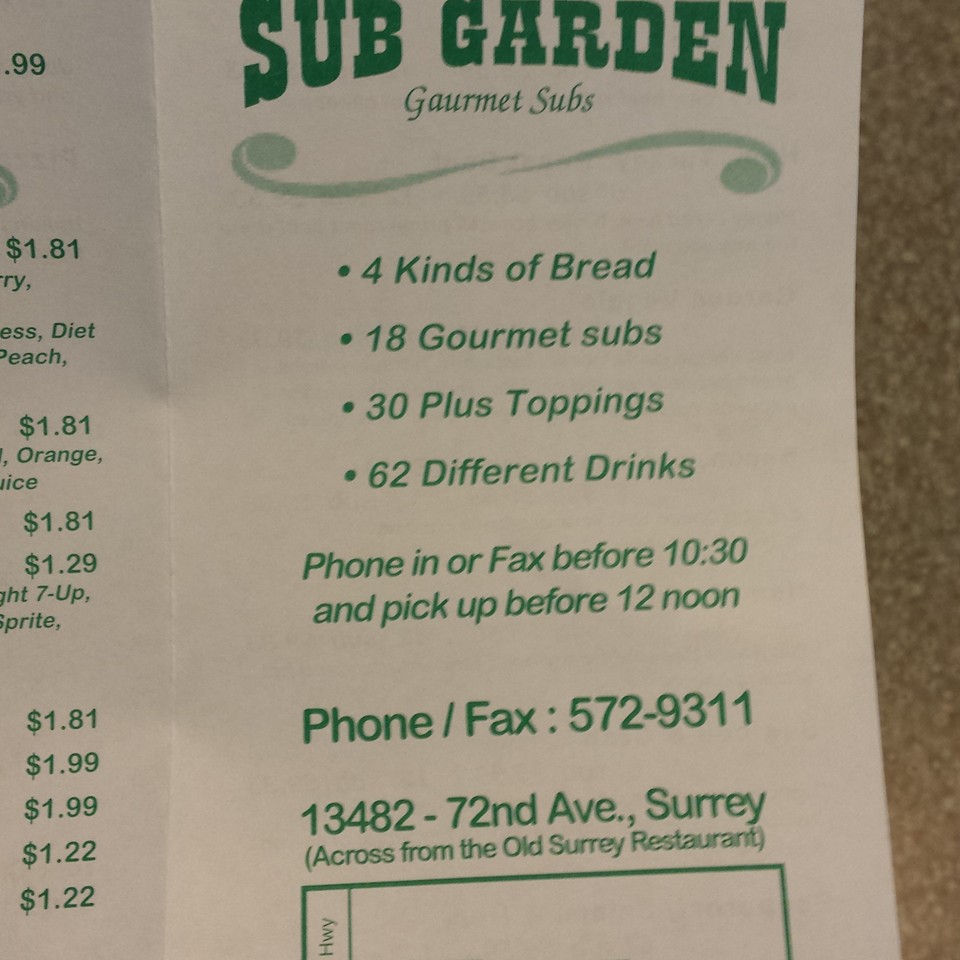 .99
$1.81
rry,
ess, Diet
Peach,
$1.81
, Orange,
uice
$1.81
$1.29
ght 7-Up,
Sprite,
$1.81
$1.99
$1.99
$1.22
$1.22
SUB GARDEN
Gaurmet Subs
• 4 Kinds of Bread
• 18 Gourmet subs
• 30 Plus Toppings
• 62 Different Drinks
Phone in or Fax before 10:30
and pick up before 12 noon
Phone / Fax : 572-9311
13482 - 72nd Ave., Surrey
(Across from the Old Surrey Restaurant)
Hwy